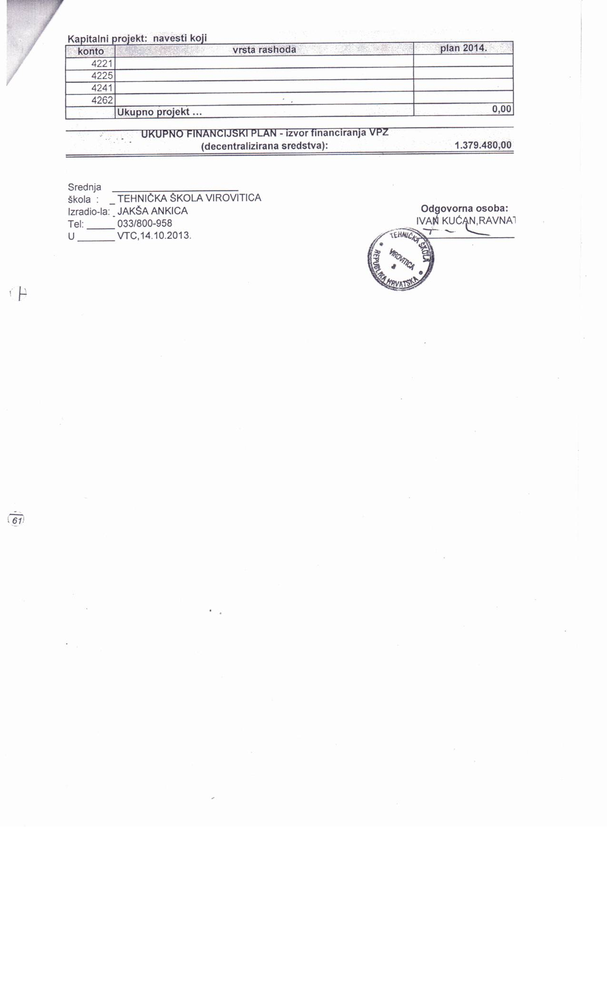 Kapitalni projekt: navesti koji
konto vrsta rashoda plan 2014.
4221
4225
4241
4262
Ukupno projekt ... 0,00
UKUPNO FINANCIJSKI PLAN - izvor financiranja VPZ
(decentralizirana sredstva): 1.379.480,00
Srednja
škola : _ TEHNIČKA ŠKOLA VIROVITICA
Izradio-la: JAKŠA ANKICA
Tel: 033/800-958
U VTC,14.10.2013.
Odgovorna osoba:
IVAN KUĆAN,RAVNAT
TEHNIČKA ŠKOLA
VIROVITICA
REPUBLIKA HRVATSKA
61